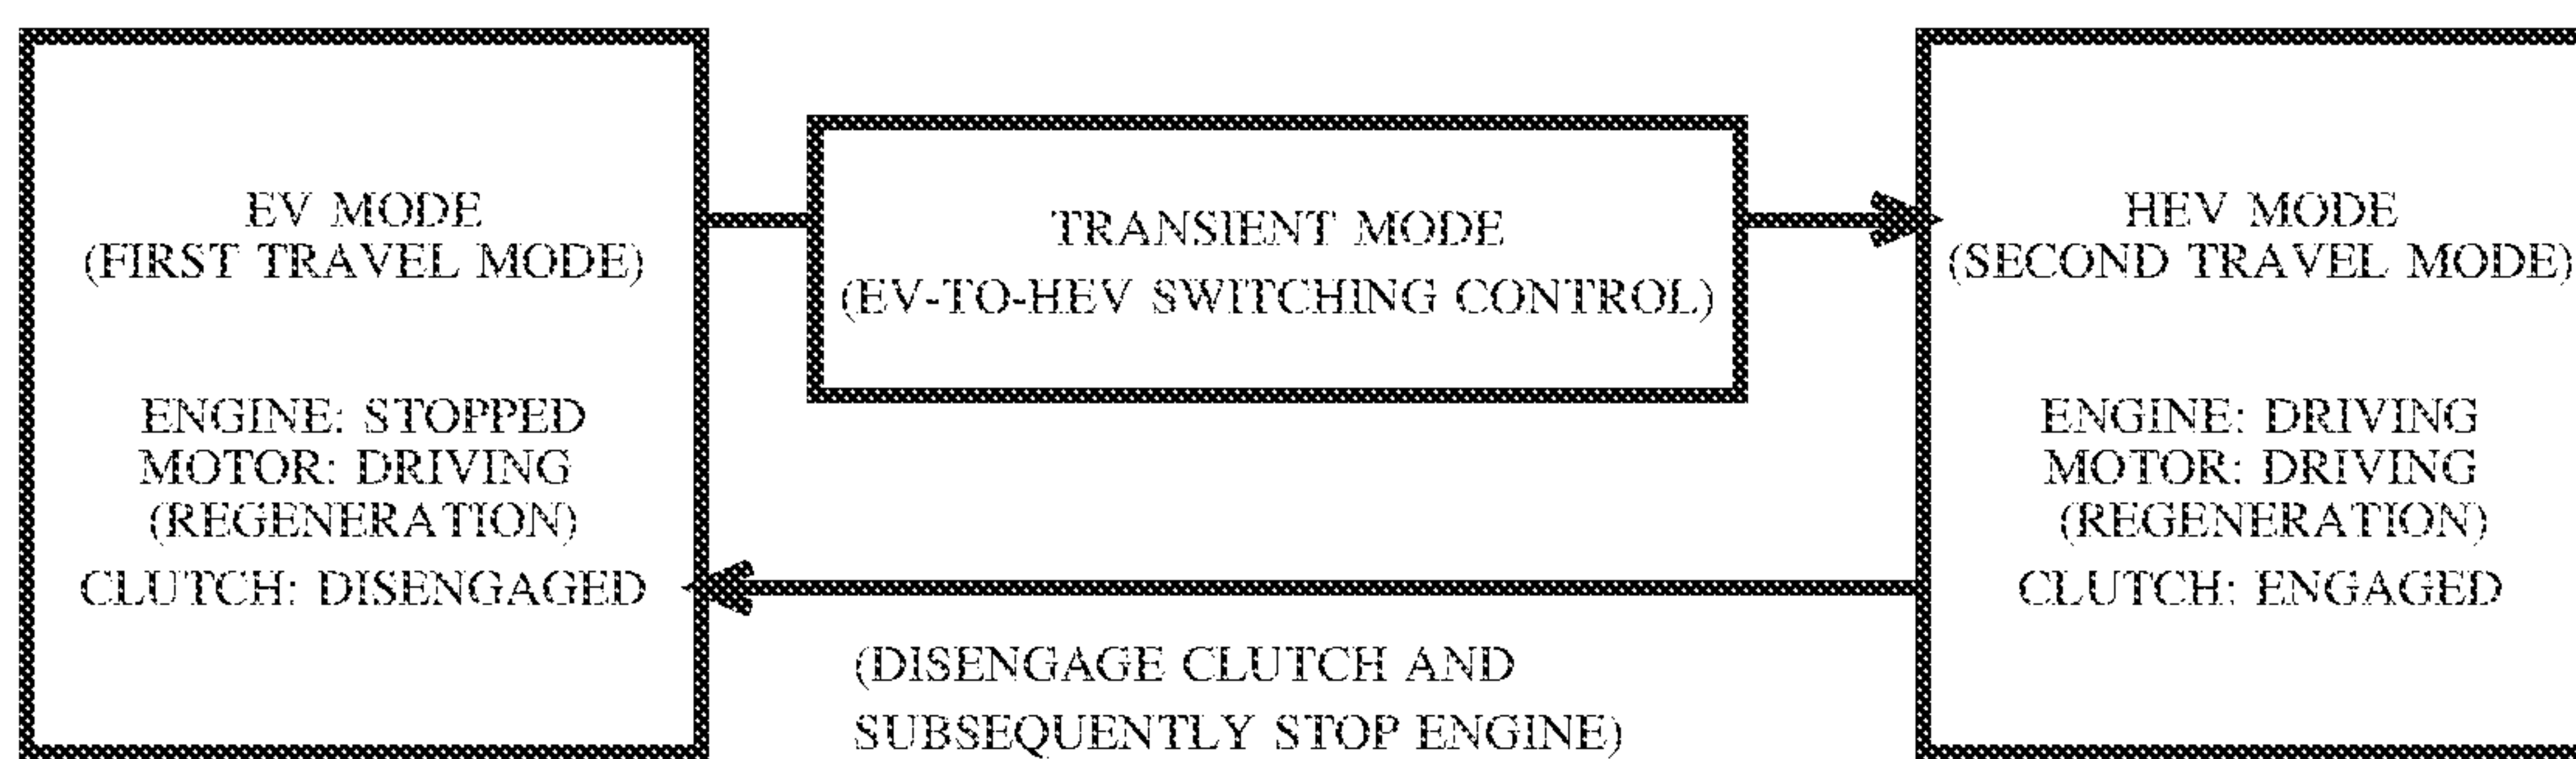 EV MODE
(FIRST TRAVEL MODE)
ENGINE: STOPPED
MOTOR: DRIVING
(REGENERATION)
CLUTCH: DISENGAGED
TRANSIENT MODE
(EV-TO-HEV SWITCHING CONTROL)
(DISENGAGE CLUTCH AND
SUBSEQUENTLY STOP ENGINE)
HEV MODE
(SECOND TRAVEL MODE)
ENGINE: DRIVING
MOTOR: DRIVING
(REGENERATION)
CLUTCH: ENGAGED